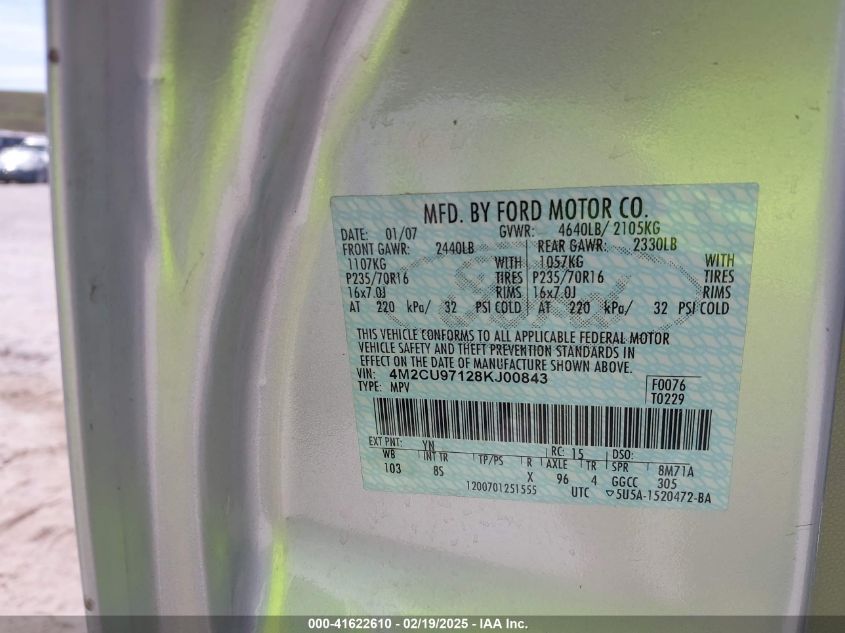 MFD. BY FORD MOTOR CO.
DATE: 01/07 GVWR: 4640LB/ 2105KG
FRONT GAWR: 2440LB REAR GAWR: 2330LB
1107KG WITH 1057KG WITH
P235/70R16 TIRES P235/70R16 TIRES
16x7.0J RIMS 16x7.0J RIMS
AT 220 kPa/ 32 PSI COLD AT 220 kPa/ 32 PSI COLD
THIS VEHICLE CONFORMS TO ALL APPLICABLE FEDERAL MOTOR
VEHICLE SAFETY AND THEFT PREVENTION STANDARDS IN
EFFECT ON THE DATE OF MANUFACTURE SHOWN ABOVE.
VIN: 4M2CU97128KJ00843
TYPE: MPV
F0076
T0229
EXT PNT: YN RC: 15 DSO:
WB INT TR TP/PS R AXLE TR SPR 8M71A
103 8S X 96 4 GGCC 305
1200701251555 UTC 5U5A-1520472-BA
000-41622610 - 02/19/2025 - IAA Inc.